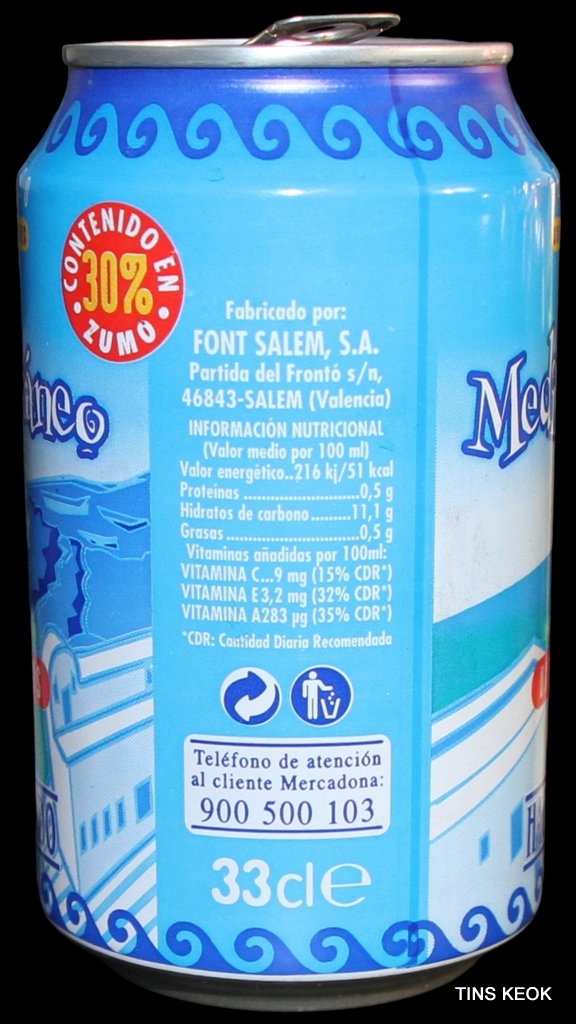 CONTENIDO EN
30%
ZUMO
Fabricado por:
FONT SALEM, S.A.
Partida del Frontó s/n,
46843-SALEM (Valencia)
INFORMACIÓN NUTRICIONAL
(Valor medio por 100 ml)
Valor energético..216 kj/51 kcal
Proteínas ............................0,5 g
Hidratos de carbono.........11,1 g
Grasas................................0,5 g
Vitaminas añadidas por 100ml:
VITAMINA C...9 mg (15% CDR*)
VITAMINA E3,2 mg (32% CDR*)
VITAMINA A283 µg (35% CDR*)
*CDR: Cantidad Diaria Recomendada
Teléfono de atención
al cliente Mercadona:
900 500 103
33cl e
áneo
Med
TINS KEOK